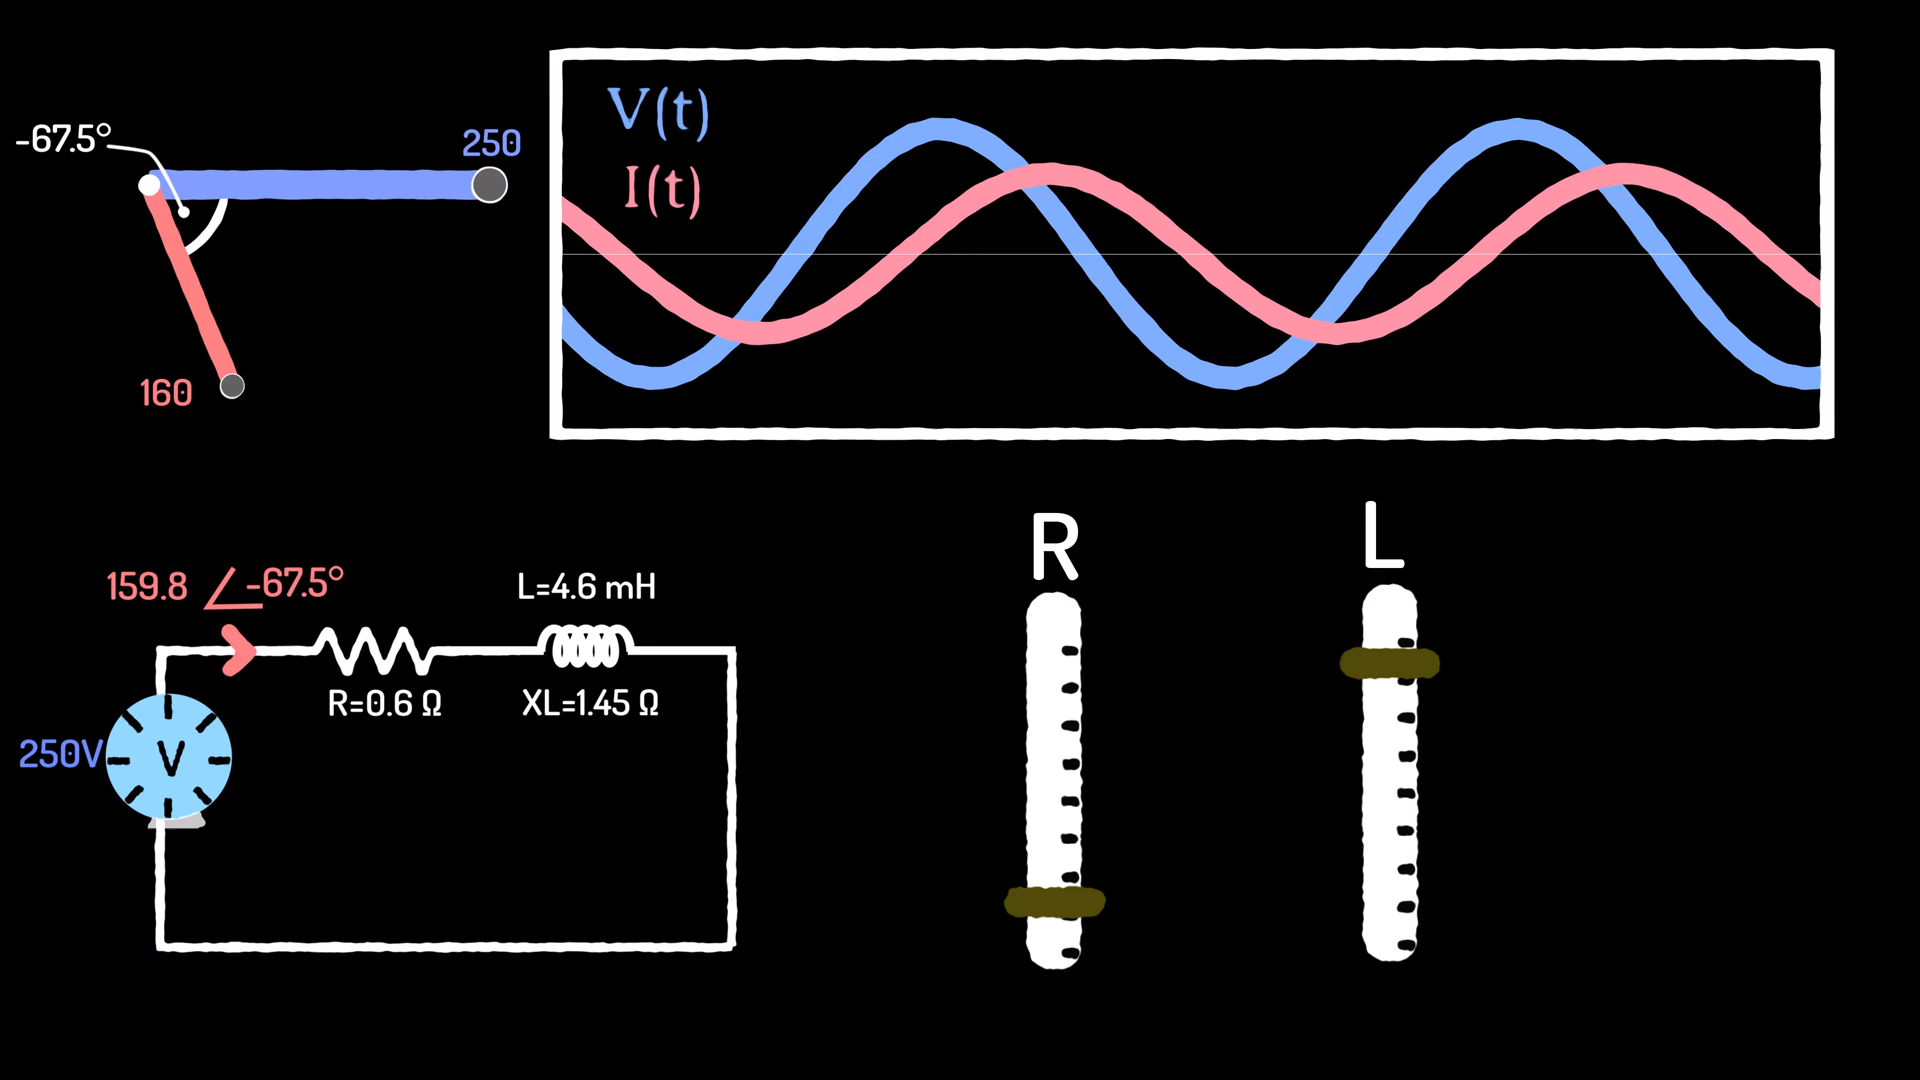 -67.5°
250
160
V(t)
I(t)
159.8 ∠-67.5°
L=4.6 mH
R=0.6 Ω
XL=1.45 Ω
250V
V
R
L